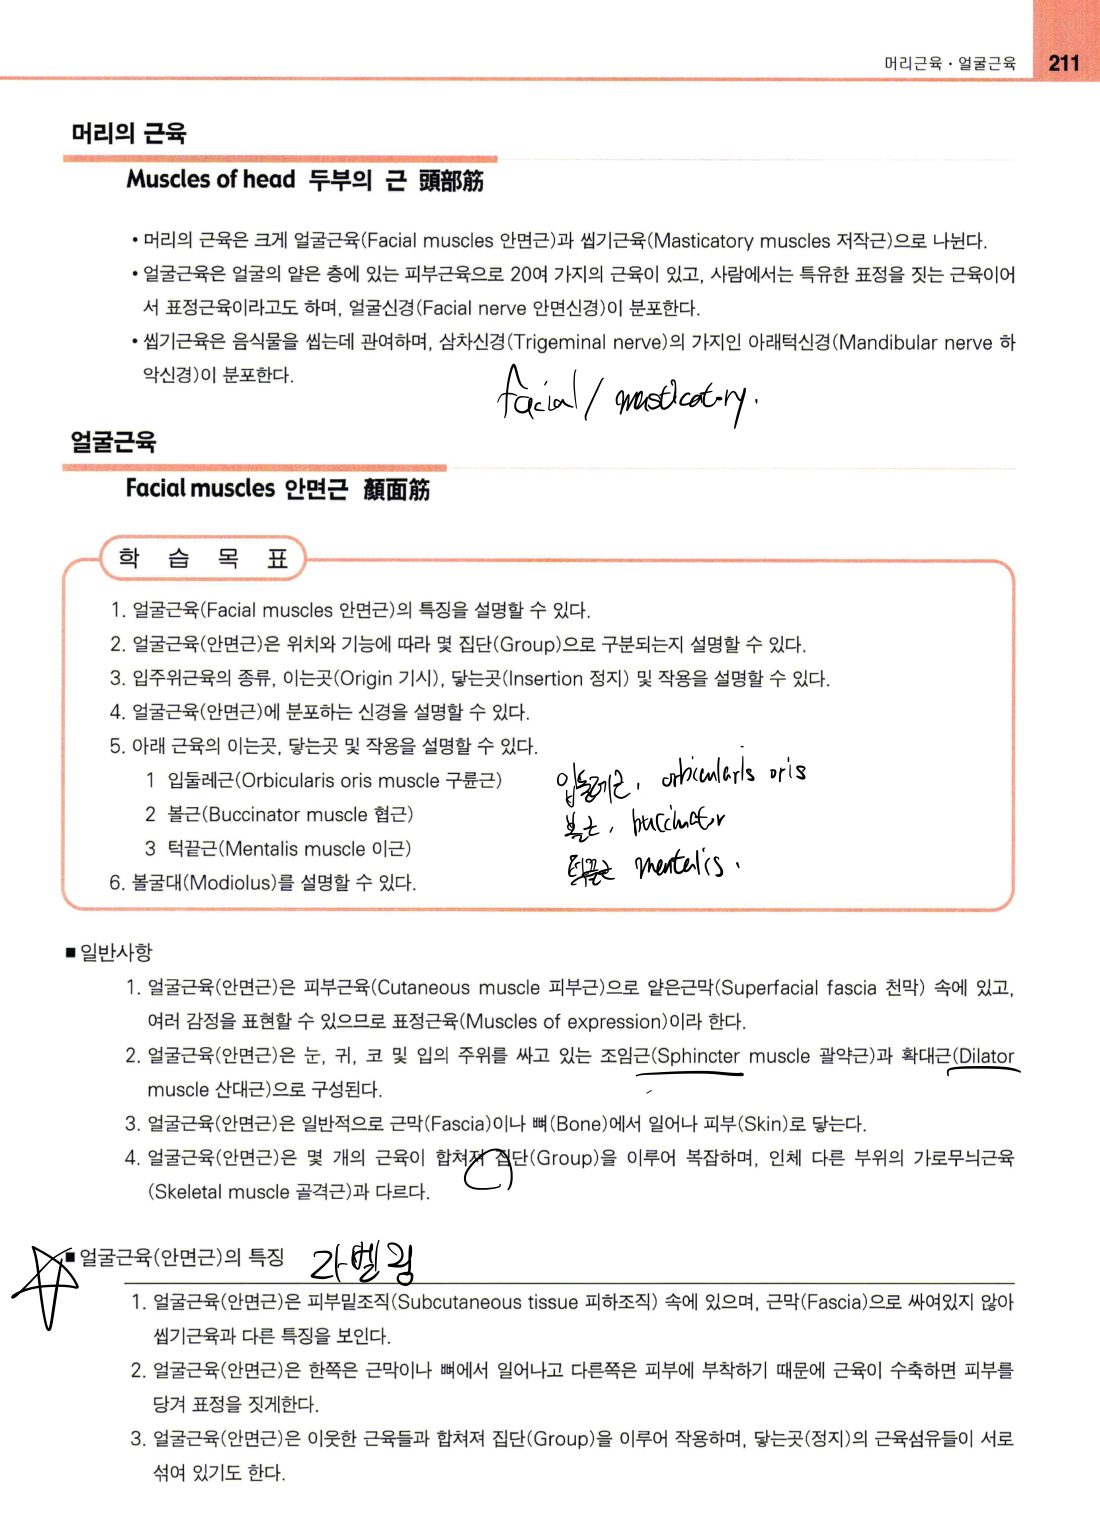 머리근육 · 얼굴근육 211
머리의 근육
Muscles of head 두부의 근 頭部筋
• 머리의 근육은 크게 얼굴근육(Facial muscles 안면근)과 씹기근육(Masticatory muscles 저작근)으로 나뉜다.
• 얼굴근육은 얼굴의 얕은 층에 있는 피부근육으로 20여 가지의 근육이 있고, 사람에서는 특유한 표정을 짓는 근육이어
서 표정근육이라고도 하며, 얼굴신경(Facial nerve 안면신경)이 분포한다.
• 씹기근육은 음식물을 씹는데 관여하며, 삼차신경(Trigeminal nerve)의 가지인 아래턱신경(Mandibular nerve 하
악신경)이 분포한다.
facial / masticatory.
얼굴근육
Facial muscles 안면근 顔面筋
학 습 목 표
1. 얼굴근육(Facial muscles 안면근)의 특징을 설명할 수 있다.
2. 얼굴근육(안면근)은 위치와 기능에 따라 몇 집단(Group)으로 구분되는지 설명할 수 있다.
3. 입주위근육의 종류, 이는곳(Origin 기시), 닿는곳(Insertion 정지) 및 작용을 설명할 수 있다.
4. 얼굴근육(안면근)에 분포하는 신경을 설명할 수 있다.
5. 아래 근육의 이는곳, 닿는곳 및 작용을 설명할 수 있다.
1 입둘레근(Orbicularis oris muscle 구륜근)
입둘레근, orbicularis oris
2 볼근(Buccinator muscle 협근)
볼근, buccinator
3 턱끝근(Mentalis muscle 이근)
턱끝근 mentalis.
6. 볼굴대(Modiolus)를 설명할 수 있다.
■ 일반사항
1. 얼굴근육(안면근)은 피부근육(Cutaneous muscle 피부근)으로 얕은근막(Superfacial fascia 천막) 속에 있고,
여러 감정을 표현할 수 있으므로 표정근육(Muscles of expression)이라 한다.
2. 얼굴근육(안면근)은 눈, 귀, 코 및 입의 주위를 싸고 있는 조임근(Sphincter muscle 괄약근)과 확대근(Dilator
muscle 산대근)으로 구성된다.
3. 얼굴근육(안면근)은 일반적으로 근막(Fascia)이나 뼈(Bone)에서 일어나 피부(Skin)로 닿는다.
4. 얼굴근육(안면근)은 몇 개의 근육이 합쳐져 집단(Group)을 이루어 복잡하며, 인체 다른 부위의 가로무늬근육
(Skeletal muscle 골격근)과 다르다.
■ 얼굴근육(안면근)의 특징 라벨링
1. 얼굴근육(안면근)은 피부밑조직(Subcutaneous tissue 피하조직) 속에 있으며, 근막(Fascia)으로 싸여있지 않아
씹기근육과 다른 특징을 보인다.
2. 얼굴근육(안면근)은 한쪽은 근막이나 뼈에서 일어나고 다른쪽은 피부에 부착하기 때문에 근육이 수축하면 피부를
당겨 표정을 짓게한다.
3. 얼굴근육(안면근)은 이웃한 근육들과 합쳐져 집단(Group)을 이루어 작용하며, 닿는곳(정지)의 근육섬유들이 서로
섞여 있기도 한다.